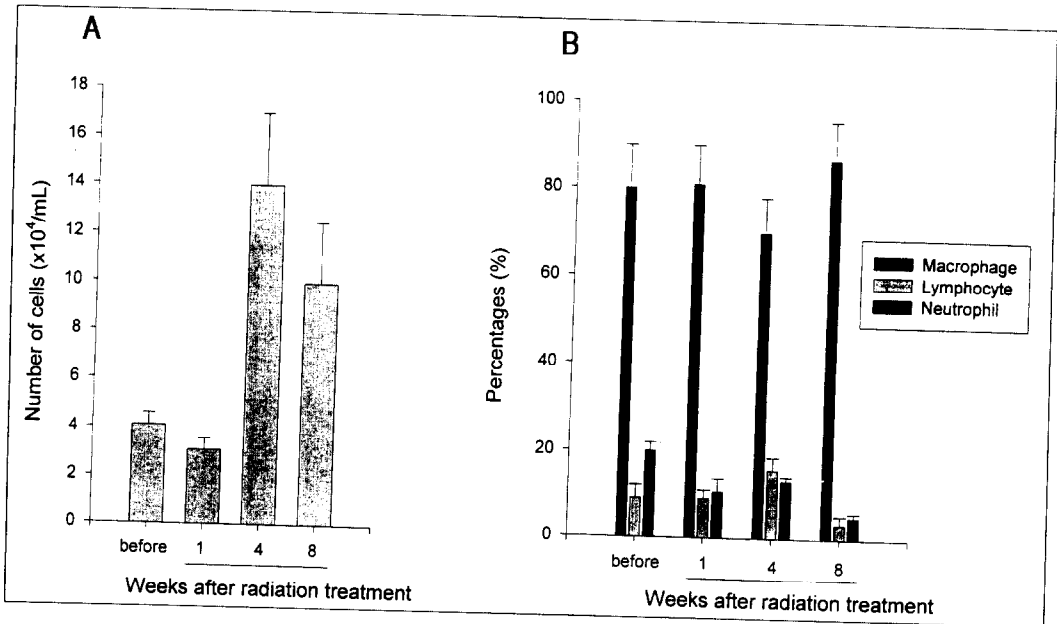 A
18
16
14
12
10
8
6
4
2
0
Number of cells (x10⁴/mL)
before 1 4 8
Weeks after radiation treatment
B
100
80
60
40
20
0
Percentages (%)
before 1 4 8
Weeks after radiation treatment
Macrophage
Lymphocyte
Neutrophil